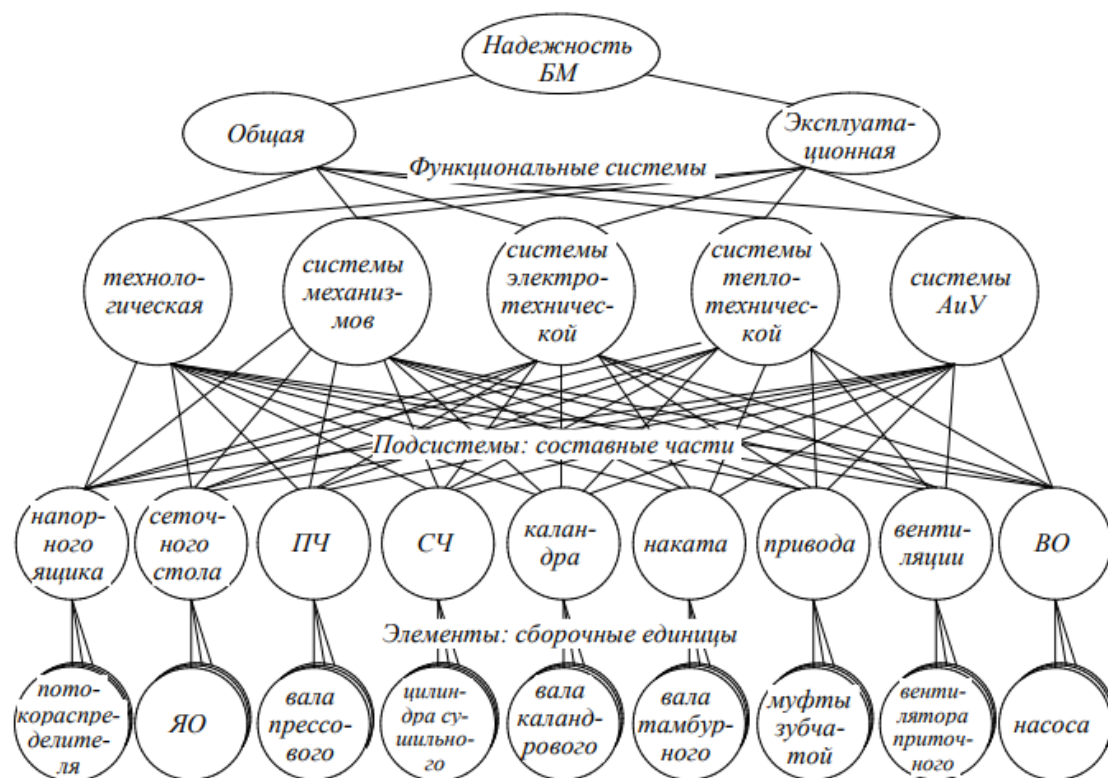 Надежность
БМ
Общая
Эксплуата-
ционная
Функциональные системы
техноло-
гическая
системы
механиз-
мов
системы
электро-
техничес-
кой
системы
тепло-
техничес-
кой
системы
АиУ
Подсистемы: составные части
напор-
ного
ящика
сеточ-
ного
стола
ПЧ
СЧ
калан-
дра
наката
привода
венти-
ляции
ВО
Элементы: сборочные единицы
пото-
кораспре-
делите-
ля
ЯО
вала
прессо-
вого
цилин-
дра су-
шильно-
го
вала
каланд-
рового
вала
тамбур-
ного
муфты
зубча-
той
венти-
лятора
приточ-
ного
насоса